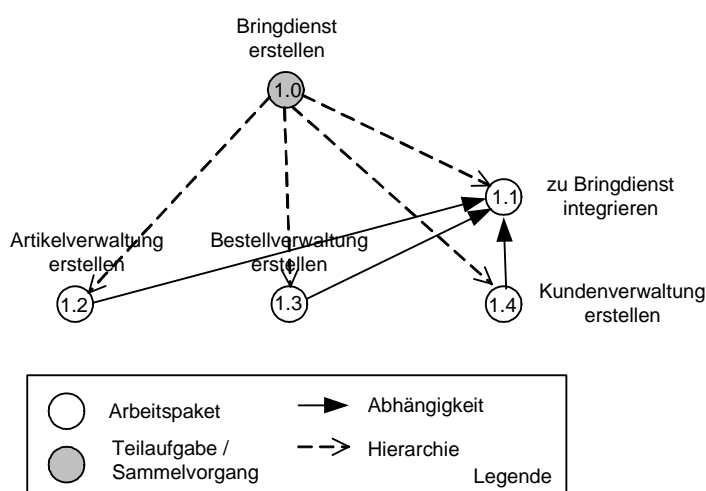 Bringdienst
erstellen
1.0
zu Bringdienst
integrieren
1.1
Artikelverwaltung
erstellen
Bestellverwaltung
erstellen
1.2
1.3
1.4
Kundenverwaltung
erstellen
Arbeitspaket
Abhängigkeit
Teilaufgabe /
Sammelvorgang
Hierarchie
Legende